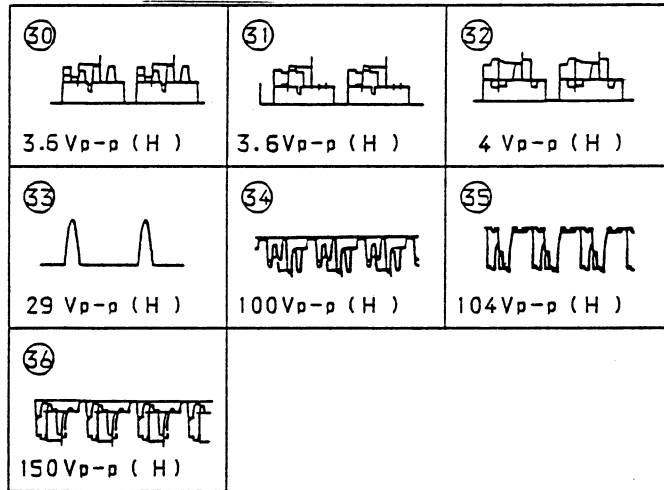 30
3.6Vp-p (H)
31
3.6Vp-p (H)
32
4 Vp-p (H)
33
29 Vp-p (H)
34
100Vp-p (H)
35
104Vp-p (H)
36
150Vp-p (H)